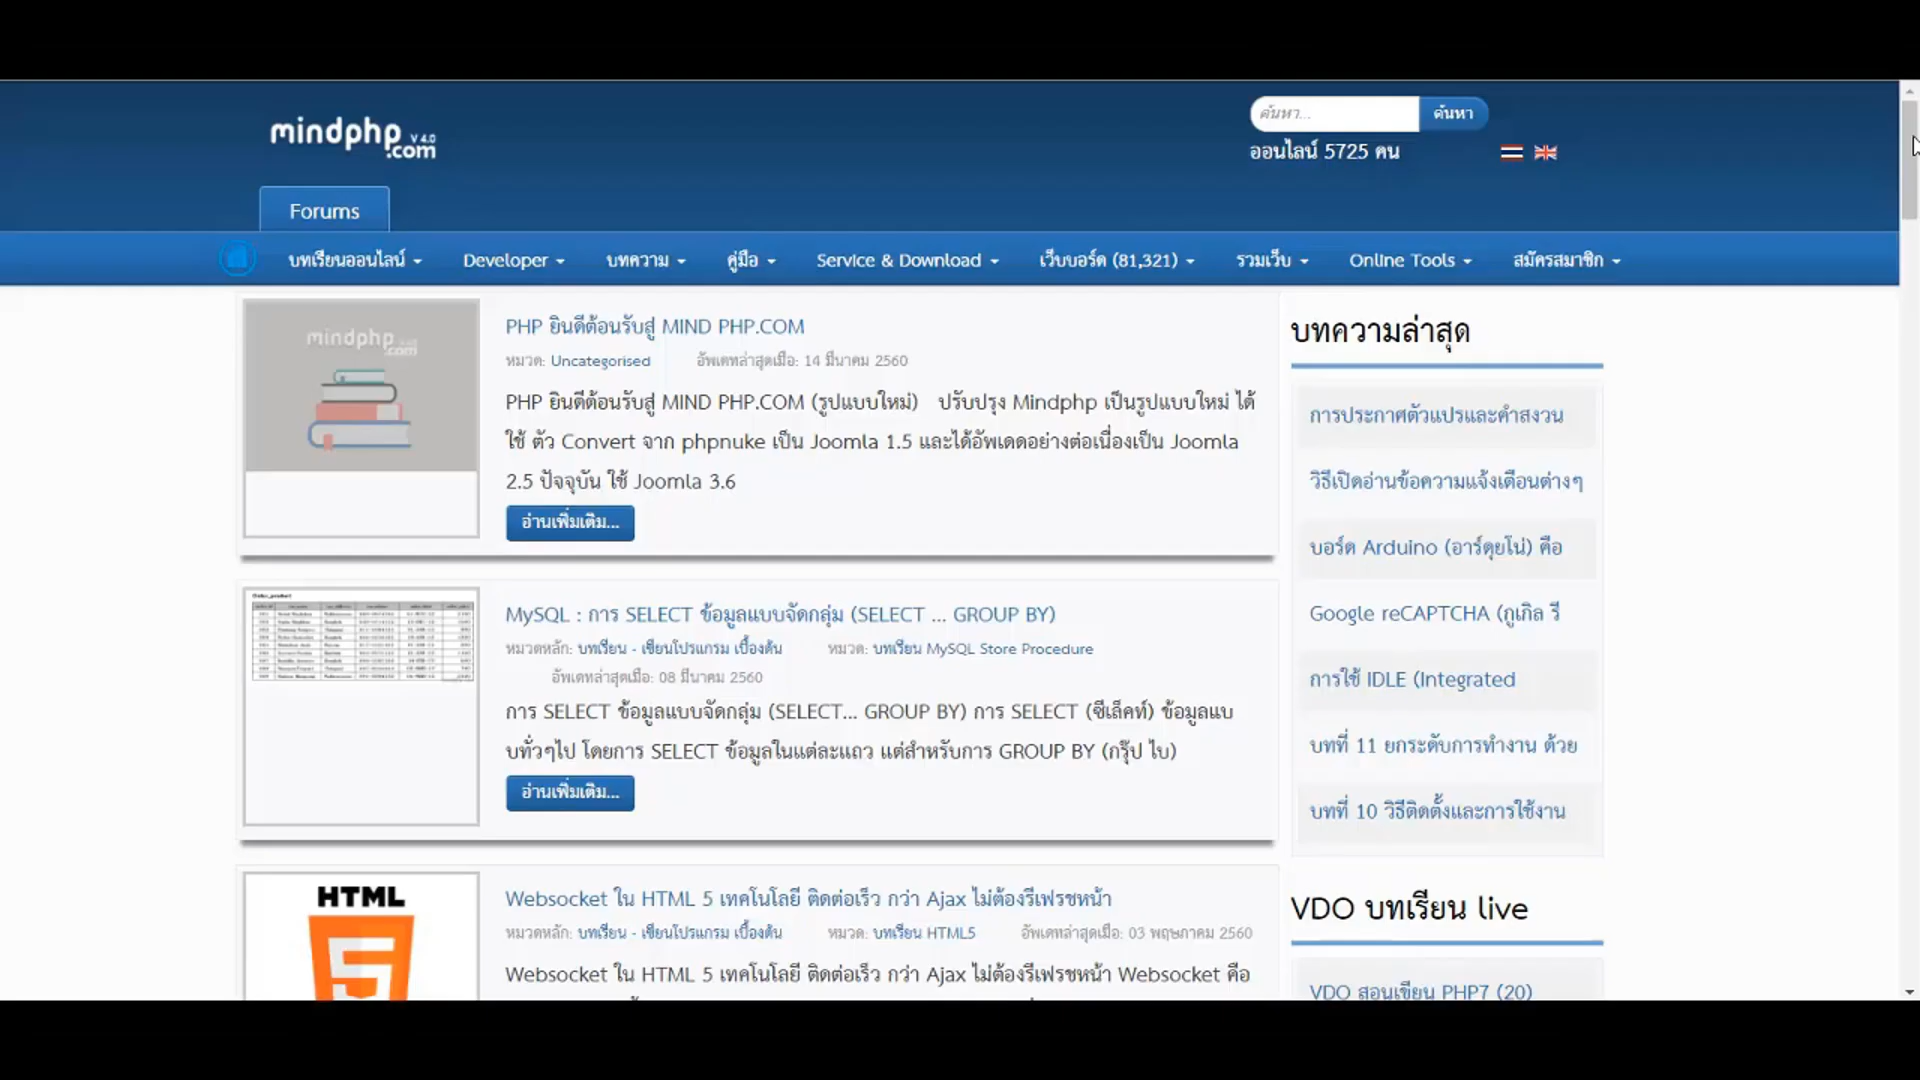 mindphp.com V 4.0
ค้นหา...
ค้นหา
ออนไลน์ 5725 คน
Forums
บทเรียนออนไลน์
Developer
บทความ
คู่มือ
Service & Download
เว็บบอร์ด (81,321)
รวมเว็บ
Online Tools
สมัครสมาชิก
mindphp.com
PHP ยินดีต้อนรับสู่ MIND PHP.COM
หมวด: Uncategorised
อัพเดทล่าสุดเมื่อ: 14 มีนาคม 2560
PHP ยินดีต้อนรับสู่ MIND PHP.COM (รูปแบบใหม่) ปรับปรุง Mindphp เป็นรูปแบบใหม่ ได้
ใช้ ตัว Convert จาก phpnuke เป็น Joomla 1.5 และได้อัพเดดอย่างต่อเนื่องเป็น Joomla
2.5 ปัจจุบัน ใช้ Joomla 3.6
อ่านเพิ่มเติม...
MySQL : การ SELECT ข้อมูลแบบจัดกลุ่ม (SELECT ... GROUP BY)
หมวดหลัก: บทเรียน - เขียนโปรแกรม เบื้องต้น
หมวด: บทเรียน MySQL Store Procedure
อัพเดทล่าสุดเมื่อ: 08 มีนาคม 2560
การ SELECT ข้อมูลแบบจัดกลุ่ม (SELECT... GROUP BY) การ SELECT (ซีเล็คท์) ข้อมูลแบ
บทั่วๆไป โดยการ SELECT ข้อมูลในแต่ละแถว แต่สำหรับการ GROUP BY (กรุ๊ป ไบ)
อ่านเพิ่มเติม...
HTML
Websocket ใน HTML 5 เทคโนโลยี ติดต่อเร็ว กว่า Ajax ไม่ต้องรีเฟรชหน้า
หมวดหลัก: บทเรียน - เขียนโปรแกรม เบื้องต้น
หมวด: บทเรียน HTML5
อัพเดทล่าสุดเมื่อ: 03 พฤษภาคม 2560
Websocket ใน HTML 5 เทคโนโลยี ติดต่อเร็ว กว่า Ajax ไม่ต้องรีเฟรชหน้า Websocket คือ
บทความล่าสุด
การประกาศตัวแปรและคำสงวน
วิธีเปิดอ่านข้อความแจ้งเตือนต่างๆ
บอร์ด Arduino (อาร์ดุยโน่) คือ
Google reCAPTCHA (กูเกิล รี
การใช้ IDLE (Integrated
บทที่ 11 ยกระดับการทำงาน ด้วย
บทที่ 10 วิธีติดตั้งและการใช้งาน
VDO บทเรียน live
VDO สอนเขียน PHP7 (20)